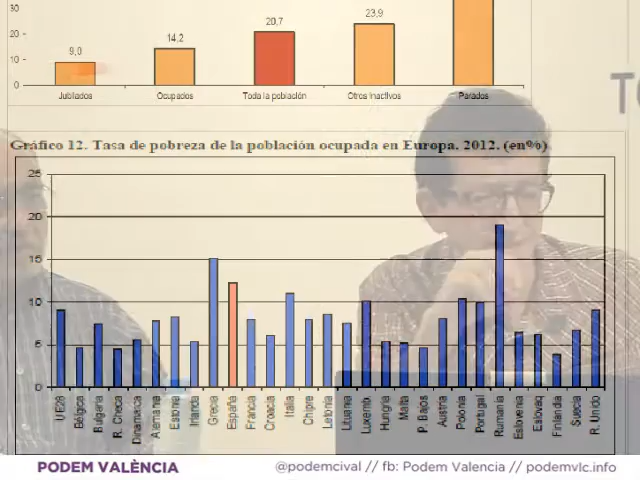 30
20
10
0
9,0
14,2
20,7
23,9
Jubilados
Ocupados
Toda la población
Otros inactivos
Parados
Gráfico 12. Tasa de pobreza de la población ocupada en Europa. 2012. (en%)
25
20
15
10
5
0
UE28
Bélgica
Bulgaria
R. Checa
Dinamarca
Alemania
Estonia
Irlanda
Grecia
España
Francia
Croacia
Italia
Chipre
Letonia
Lituania
Luxemb.
Hungría
Malta
P. Bajos
Austria
Polonia
Portugal
Rumanía
Eslovenia
Eslovaq
Finlandia
Suecia
R. Unido
PODEM VALÈNCIA
@podemcival // fb: Podem Valencia // podemvlc.info